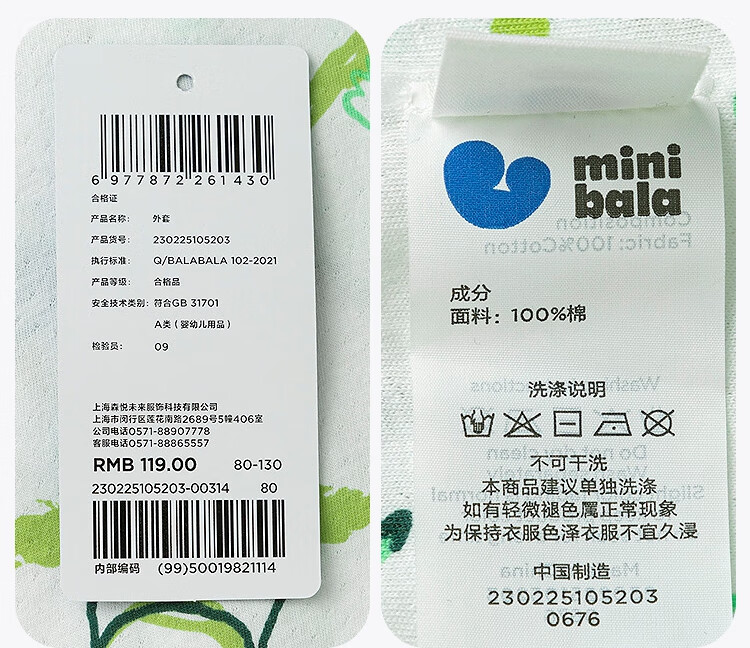 6 977872 261430
合格证
产品名称: 外套
产品货号: 230225105203
执行标准: Q/BALABALA 102-2021
产品等级: 合格品
安全技术类别: 符合GB 31701
A类（婴幼儿用品）
检验员: 09
上海森悦未来服饰科技有限公司
上海市闵行区莲花南路2689号5幢406室
公司电话0571-88907778
客服电话0571-88865557
RMB 119.00 80-130
230225105203-00314 80
内部编码 (99)50019821114
mini
bala
Composition
Fabric: 100%Cotton
成分
面料: 100%棉
洗涤说明
不可干洗
本商品建议单独洗涤
如有轻微褪色属正常现象
为保持衣服色泽衣服不宜久浸
中国制造
230225105203
0676